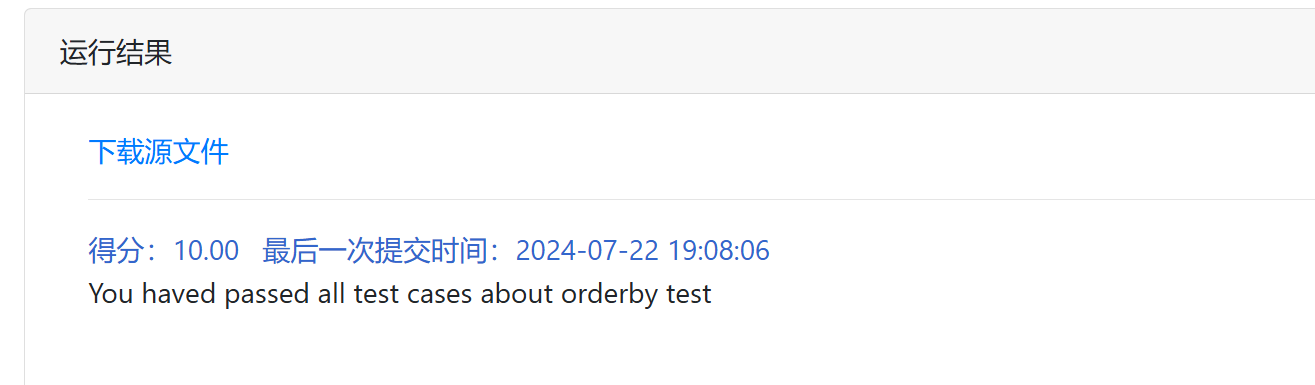 运行结果
下载源文件
得分：10.00 最后一次提交时间：2024-07-22 19:08:06
You haved passed all test cases about orderby test